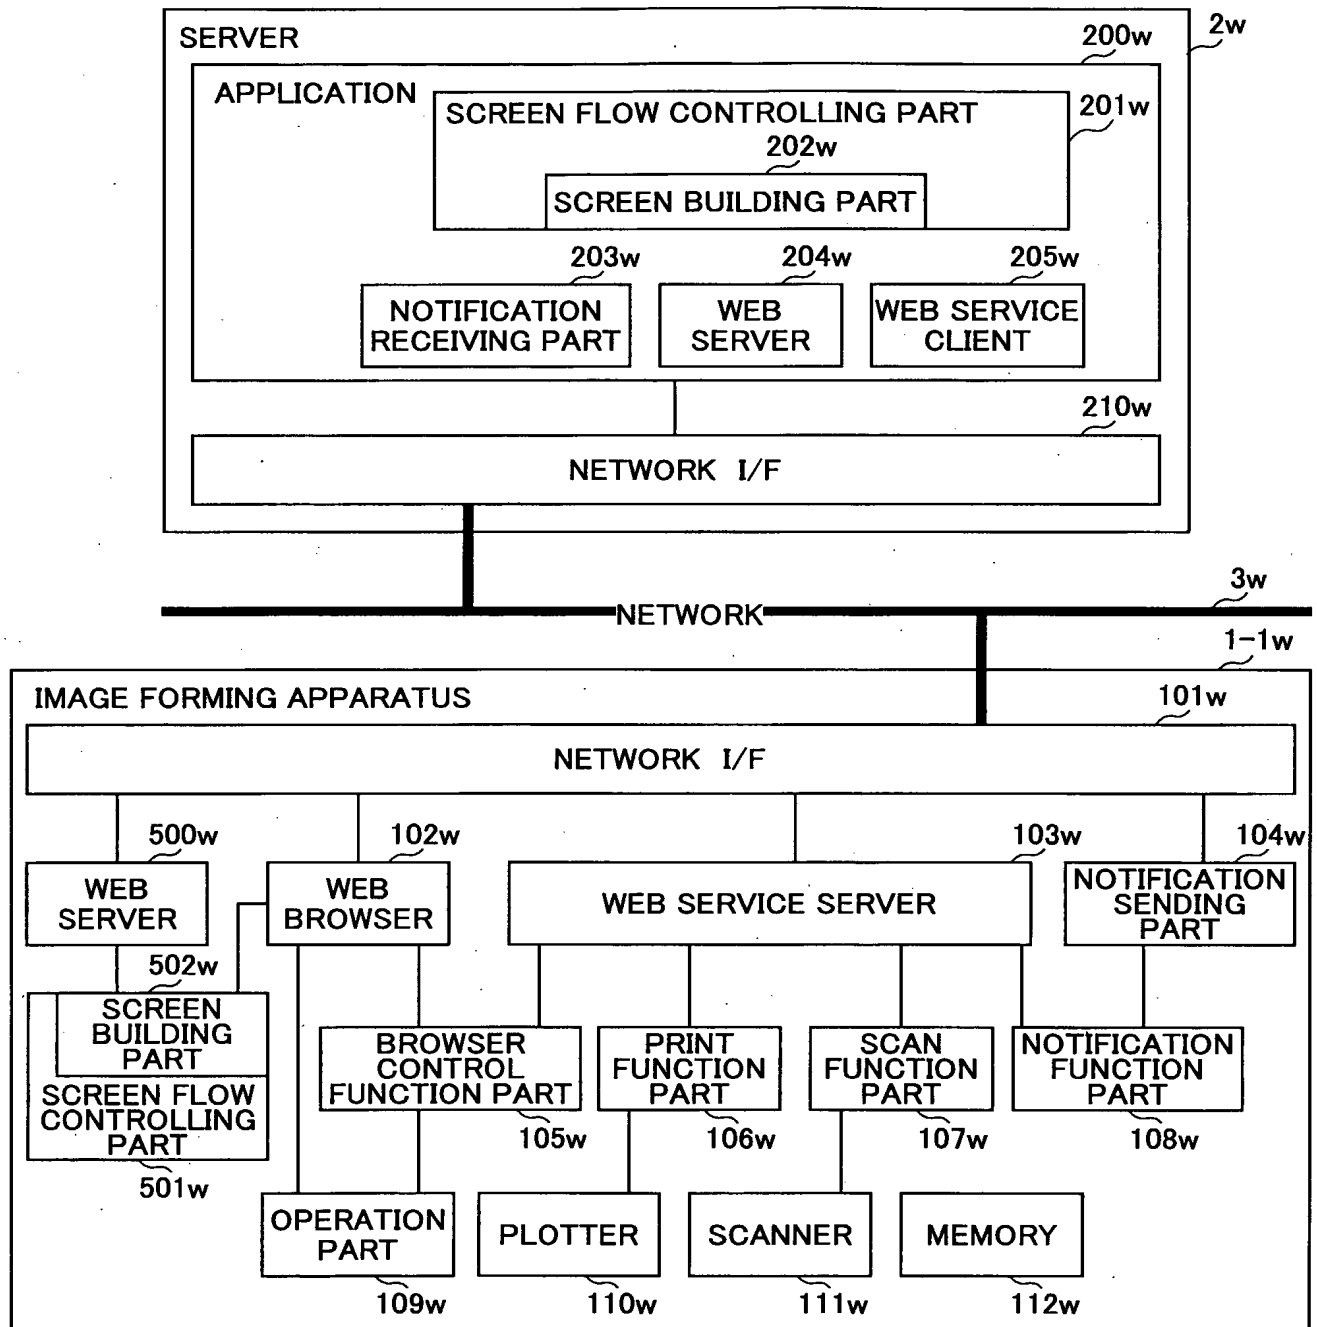 2w
SERVER
200w
APPLICATION
201w
SCREEN FLOW CONTROLLING PART
202w
SCREEN BUILDING PART
203w
204w
205w
NOTIFICATION
RECEIVING PART
WEB
SERVER
WEB SERVICE
CLIENT
210w
NETWORK I/F
3w
NETWORK
1-1w
IMAGE FORMING APPARATUS
101w
NETWORK I/F
500w
102w
103w
104w
WEB
SERVER
WEB
BROWSER
WEB SERVICE SERVER
NOTIFICATION
SENDING
PART
502w
SCREEN
BUILDING
PART
SCREEN FLOW
CONTROLLING
PART
501w
BROWSER
CONTROL
FUNCTION PART
105w
PRINT
FUNCTION
PART
106w
SCAN
FUNCTION
PART
107w
NOTIFICATION
FUNCTION
PART
108w
OPERATION
PART
109w
PLOTTER
110w
SCANNER
111w
MEMORY
112w